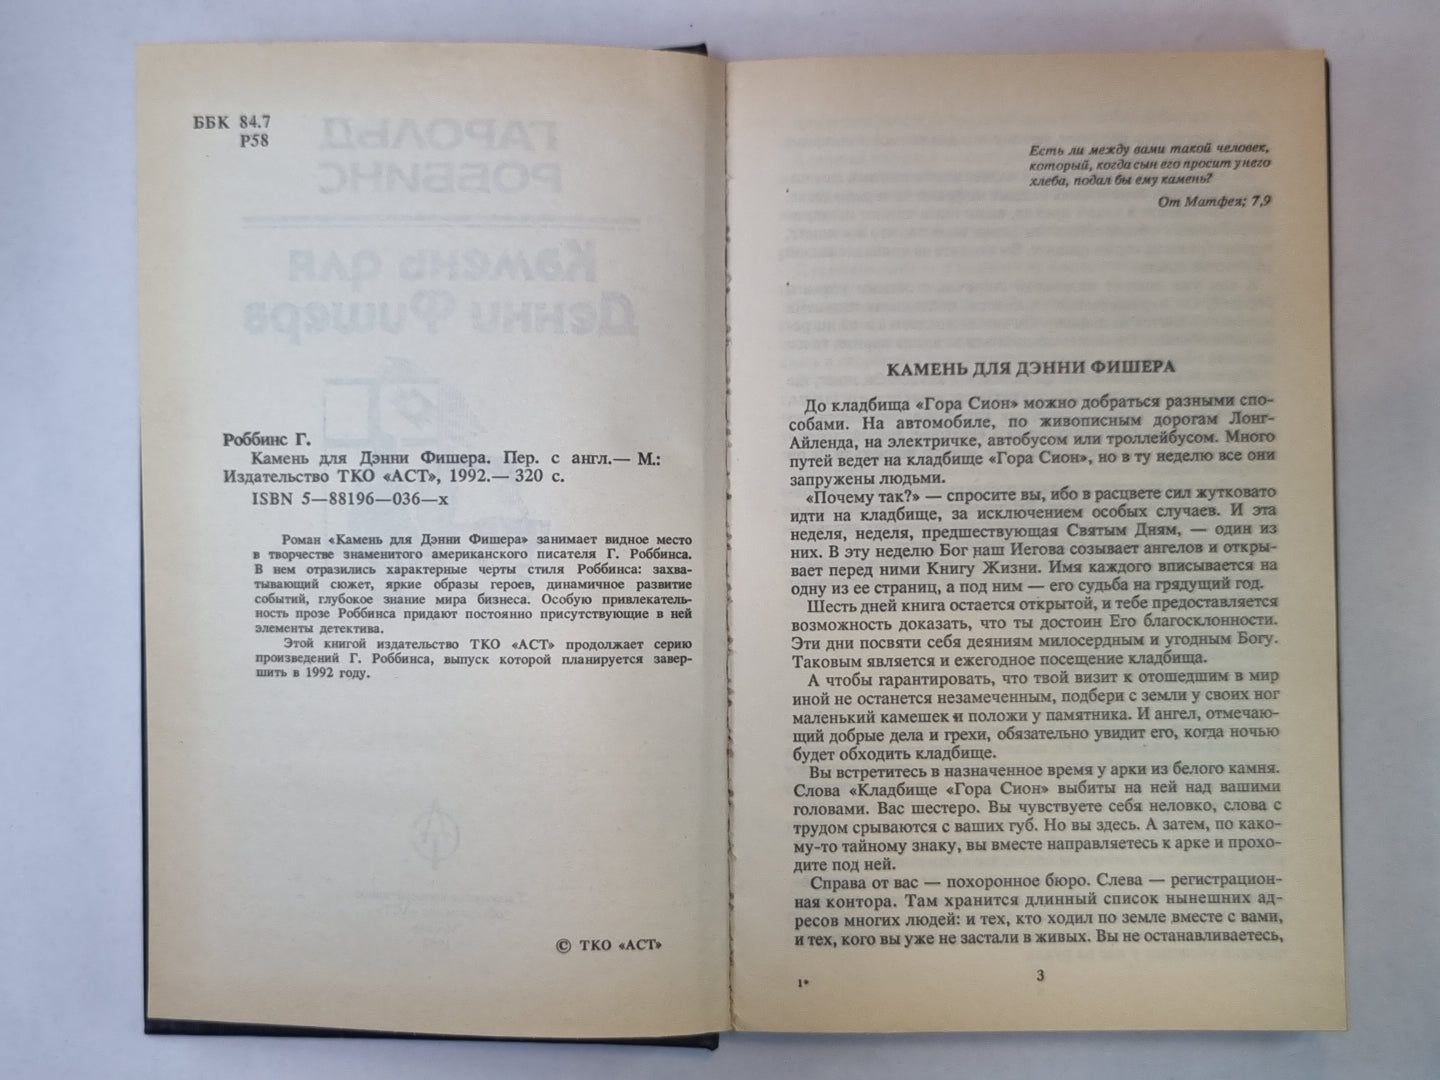 ББК 84.7
Р58
Роббинс Г.
Камень для Дэнни Фишера. Пер. с англ.— М.:
Издательство ТКО «АСТ», 1992.— 320 с.
ISBN 5—88196—036—х
Роман «Камень для Дэнни Фишера» занимает видное место
в творчестве знаменитого американского писателя Г. Роббинса.
В нем отразились характерные черты стиля Роббинса: захва-
тывающий сюжет, яркие образы героев, динамичное развитие
событий, глубокое знание мира бизнеса. Особую привлекатель-
ность прозе Роббинса придают постоянно присутствующие в ней
элементы детектива.
Этой книгой издательство ТКО «АСТ» продолжает серию
произведений Г. Роббинса, выпуск которой планируется завер-
шить в 1992 году.
© ТКО «АСТ»
Есть ли между вами такой человек,
который, когда сын его просит у него
хлеба, подал бы ему камень?
От Матфея; 7,9
КАМЕНЬ ДЛЯ ДЭННИ ФИШЕРА
До кладбища «Гора Сион» можно добраться разными спо-
собами. На автомобиле, по живописным дорогам Лонг-
Айленда, на электричке, автобусом или троллейбусом. Много
путей ведет на кладбище «Гора Сион», но в ту неделю все они
запружены людьми.
«Почему так?» — спросите вы, ибо в расцвете сил жутковато
идти на кладбище, за исключением особых случаев. И эта
неделя, неделя, предшествующая Святым Дням, — один из
них. В эту неделю Бог наш Иегова созывает ангелов и откры-
вает перед ними Книгу Жизни. Имя каждого вписывается на
одну из ее страниц, а под ним — его судьба на грядущий год.
Шесть дней книга остается открытой, и тебе предоставляется
возможность доказать, что ты достоин Его благосклонности.
Эти дни посвяти себя деяниям милосердным и угодным Богу.
Таковым является и ежегодное посещение кладбища.
А чтобы гарантировать, что твой визит к отошедшим в мир
иной не останется незамеченным, подбери с земли у своих ног
маленький камешек и положи у памятника. И ангел, отмечаю-
щий добрые дела и грехи, обязательно увидит его, когда ночью
будет обходить кладбище.
Вы встретитесь в назначенное время у арки из белого камня.
Слова «Кладбище «Гора Сион» выбиты на ней над вашими
головами. Вас шестеро. Вы чувствуете себя неловко, слова с
трудом срываются с ваших губ. Но вы здесь. А затем, по како-
му-то тайному знаку, вы вместе направляетесь к арке и прохо-
дите под ней.
Справа от вас — похоронное бюро. Слева — регистрацион-
ная контора. Там хранится длинный список нынешних ад-
ресов многих людей: и тех, кто ходил по земле вместе с вами,
и тех, кого вы уже не застали в живых. Вы не останавливаетесь,
1*
3